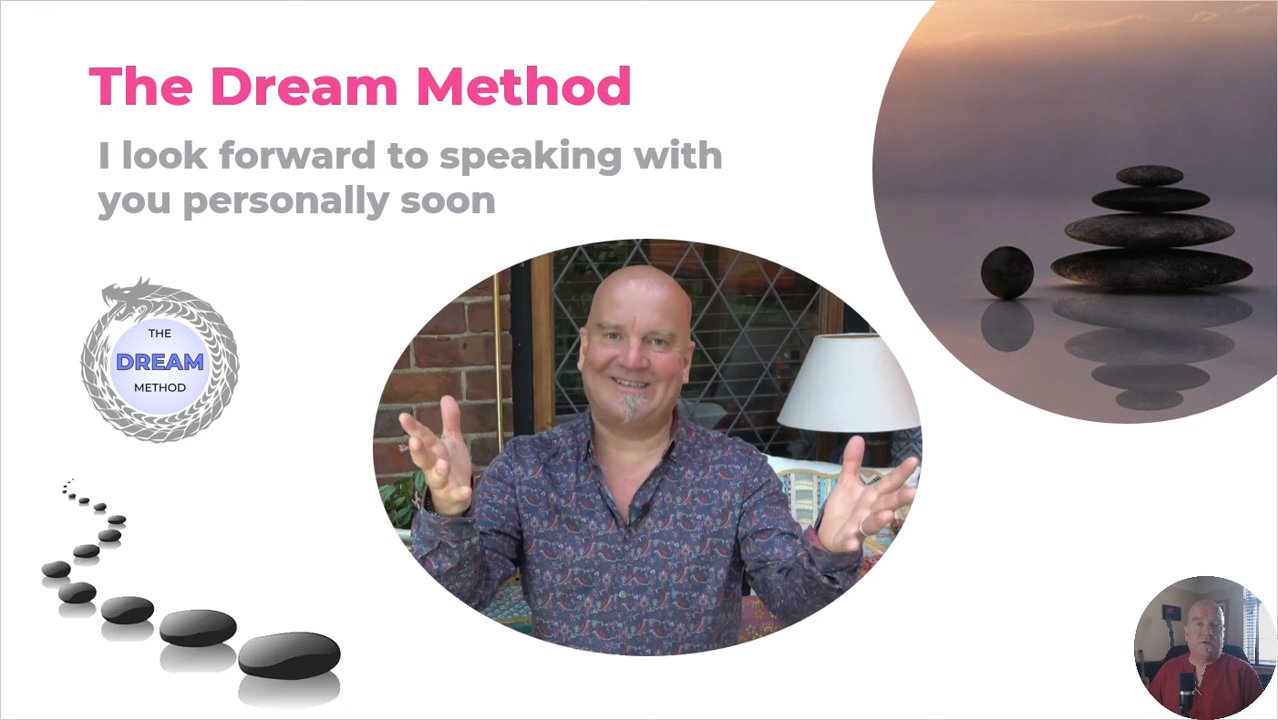 The Dream Method
I look forward to speaking with
you personally soon
THE
DREAM
METHOD